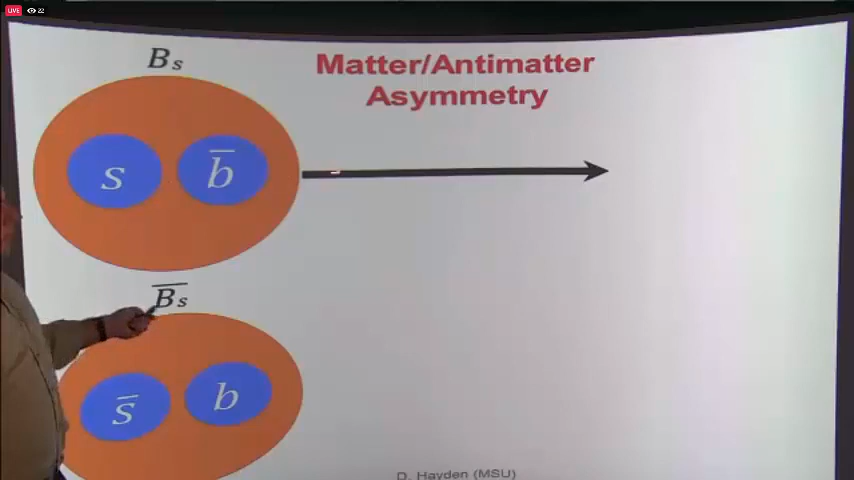 LIVE 22
Bₛ
Matter/Antimatter
Asymmetry
s b̅
B̅ₛ
s̅ b
D. Hayden (MSU)